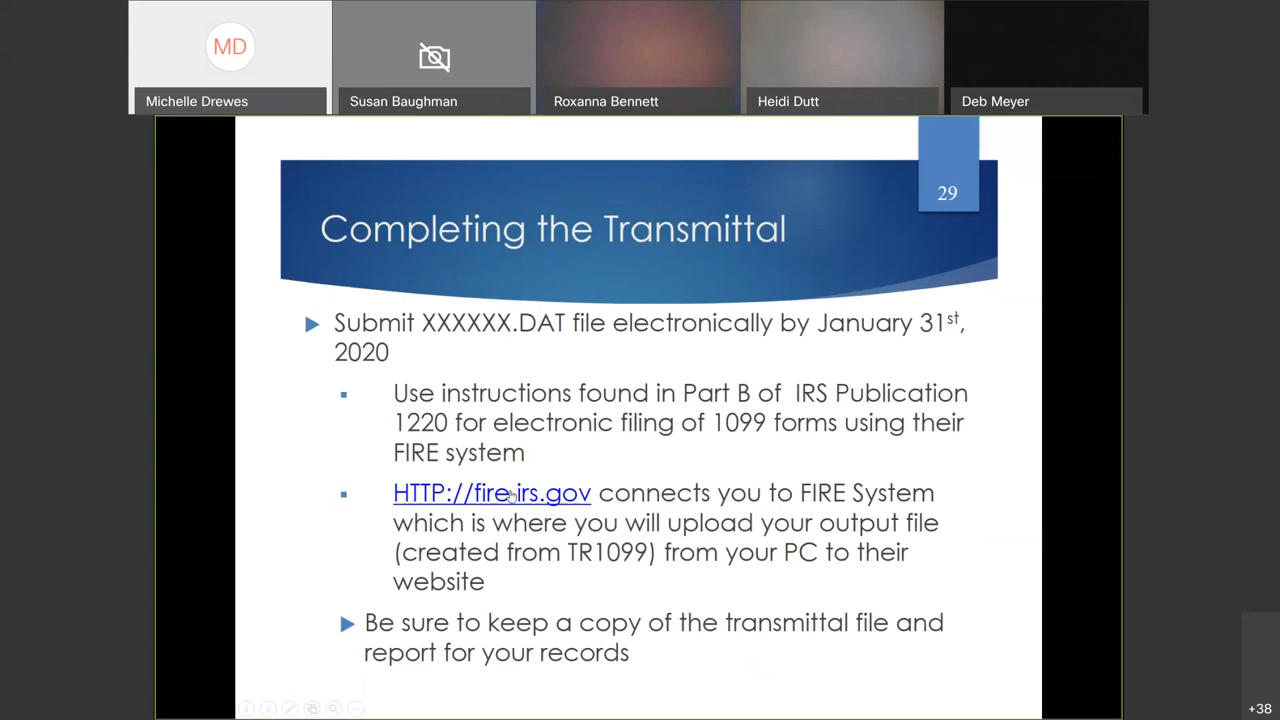 MD
Michelle Drewes
Susan Baughman
Roxanna Bennett
Heidi Dutt
Deb Meyer
29
Completing the Transmittal
Submit XXXXXX.DAT file electronically by January 31st,
2020
Use instructions found in Part B of IRS Publication
1220 for electronic filing of 1099 forms using their
FIRE system
HTTP://fire.irs.gov connects you to FIRE System
which is where you will upload your output file
(created from TR1099) from your PC to their
website
Be sure to keep a copy of the transmittal file and
report for your records
+38